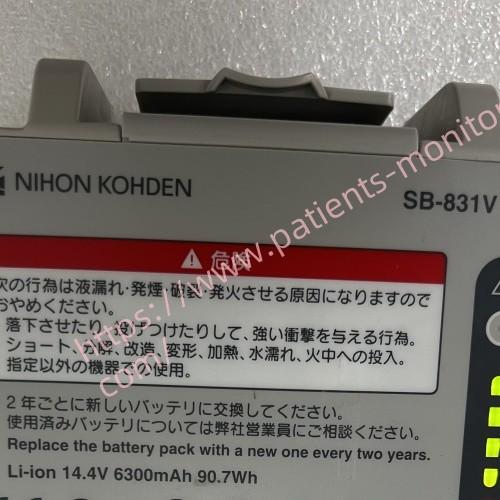 NIHON KOHDEN
SB-831V
⚠ 危険
次の行為は液漏れ・発煙・破裂・発火させる原因になりますので
おやめください。
落下させたり、投げつけたりして、強い衝撃を与える行為。
ショート、分解、改造、変形、加熱、水濡れ、火中への投入。
指定以外の機器での使用。
2年ごとに新しいバッテリに交換してください。
使用済みバッテリについては弊社営業員にご相談ください。
Replace the battery pack with a new one every two years.
Li-ion 14.4V 6300mAh 90.7Wh
https://www.patients-monitor
com/